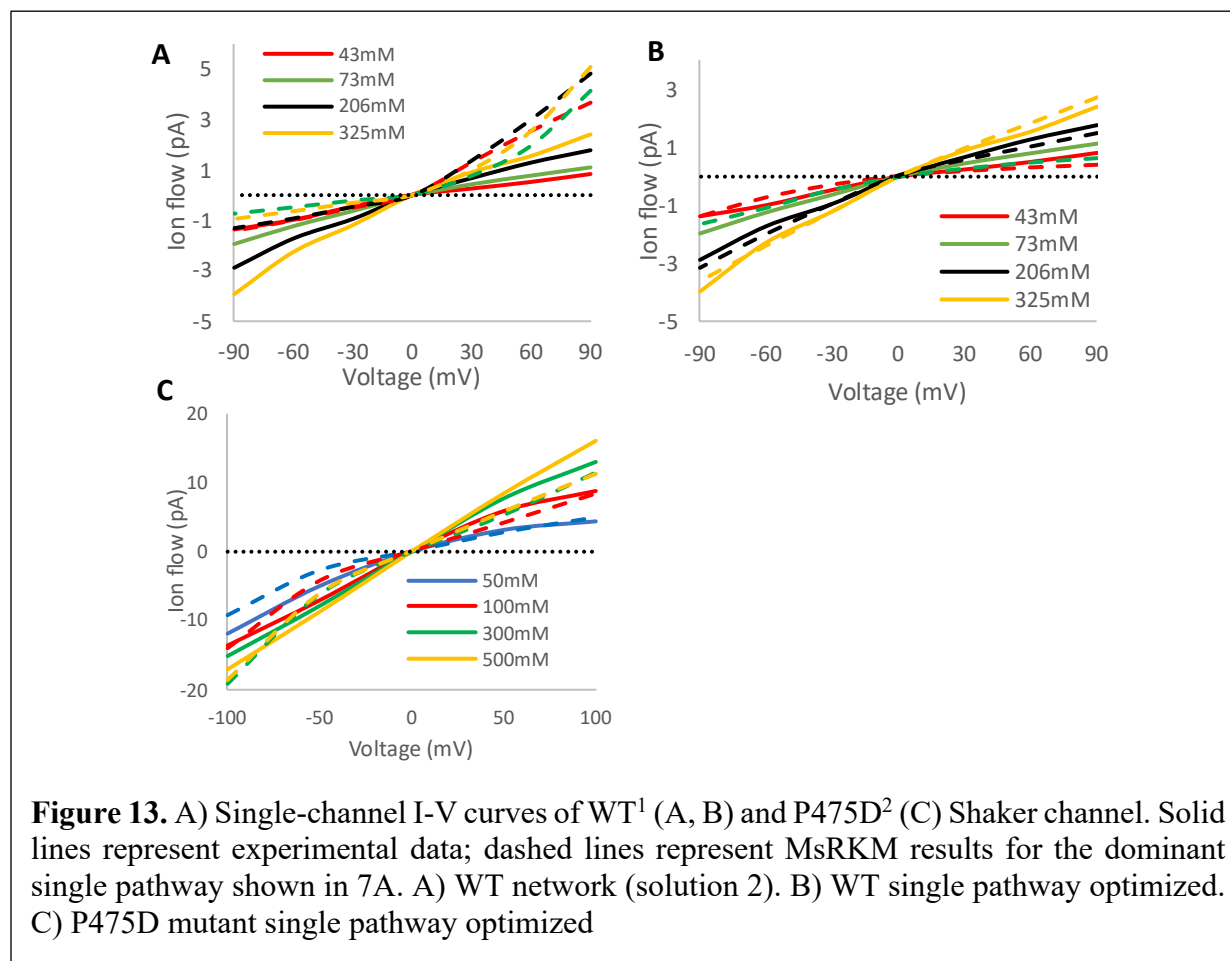 A
43mM
73mM
206mM
325mM
5
3
1
-1
-3
-5
Ion flow (pA)
-90 -60 -30 0 30 60 90
Voltage (mV)
B
3
1
-1
-3
-5
Ion flow (pA)
43mM
73mM
206mM
325mM
-90 -60 -30 0 30 60 90
Voltage (mV)
C
20
10
0
-10
-20
Ion flow (pA)
50mM
100mM
300mM
500mM
-100 -50 0 50 100
Voltage (mV)
Figure 13. A) Single-channel I-V curves of WT¹ (A, B) and P475D² (C) Shaker channel. Solid
lines represent experimental data; dashed lines represent MsRKM results for the dominant
single pathway shown in 7A. A) WT network (solution 2). B) WT single pathway optimized.
C) P475D mutant single pathway optimized